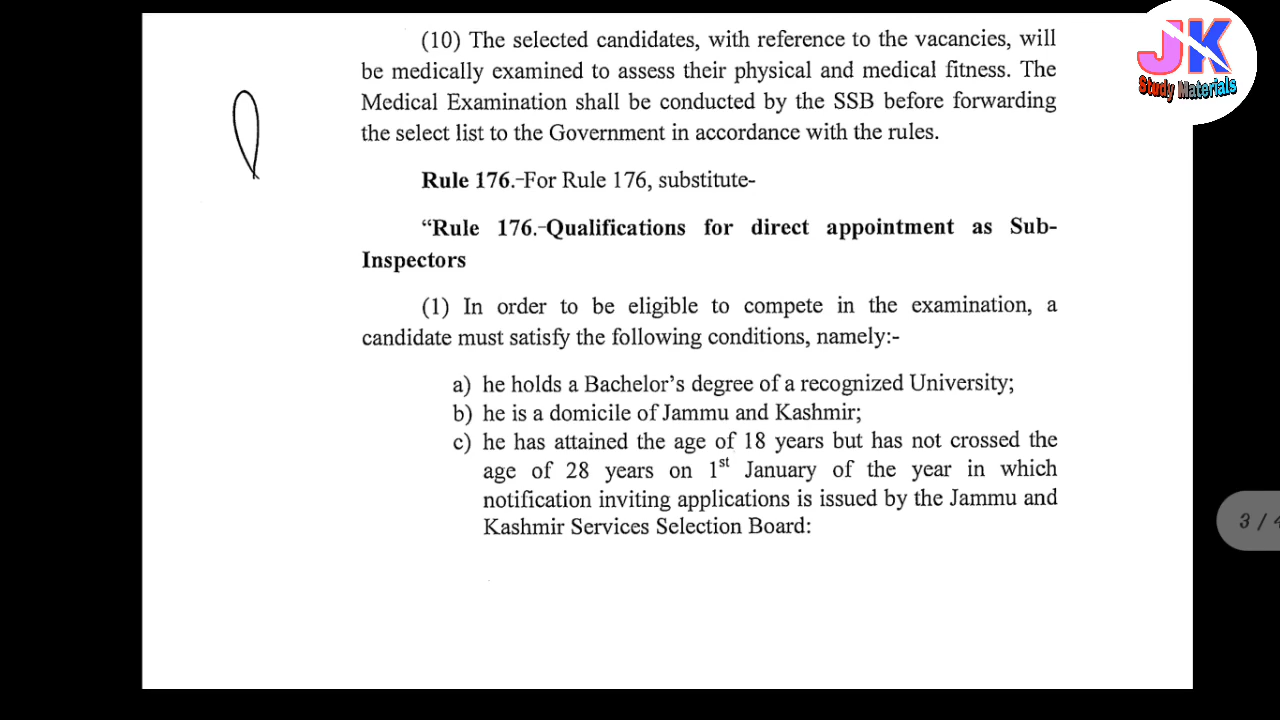 (10) The selected candidates, with reference to the vacancies, will
be medically examined to assess their physical and medical fitness. The
Medical Examination shall be conducted by the SSB before forwarding
the select list to the Government in accordance with the rules.
Rule 176.-For Rule 176, substitute-
“Rule 176.-Qualifications for direct appointment as Sub-
Inspectors
(1) In order to be eligible to compete in the examination, a
candidate must satisfy the following conditions, namely:-
a) he holds a Bachelor’s degree of a recognized University;
b) he is a domicile of Jammu and Kashmir;
c) he has attained the age of 18 years but has not crossed the
age of 28 years on 1st January of the year in which
notification inviting applications is issued by the Jammu and
Kashmir Services Selection Board:
JK
Study Materials
3 / 4